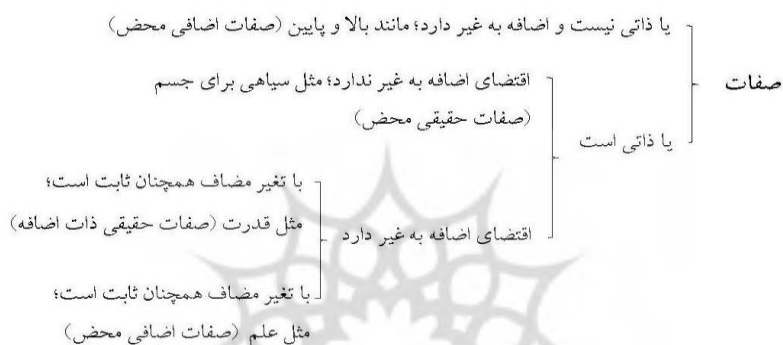 یا ذاتی نیست و اضافه به غیر دارد؛ مانند بالا و پایین (صفات اضافی محض)
صفات
اقتضای اضافه به غیر ندارد؛ مثل سیاهی برای جسم
(صفات حقیقی محض)
یا ذاتی است
با تغیر مضاف همچنان ثابت است؛
مثل قدرت (صفات حقیقی ذات اضافه)
اقتضای اضافه به غیر دارد
با تغیر مضاف همچنان ثابت است؛
مثل علم (صفات اضافی محض)